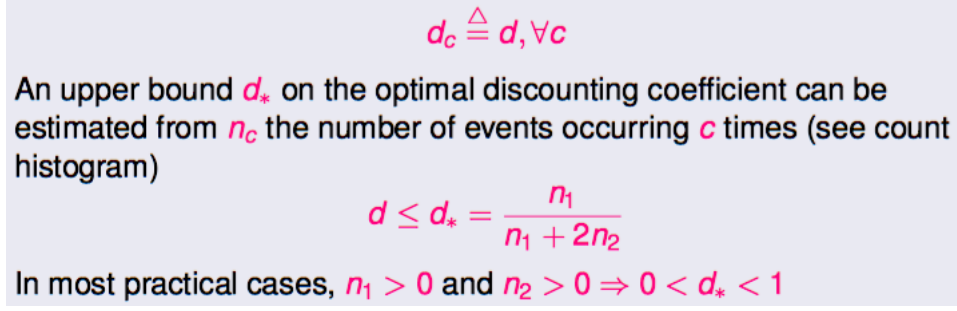 d_c ≜ d, ∀c
An upper bound d_* on the optimal discounting coefficient can be
estimated from n_c the number of events occurring c times (see count
histogram)
d ≤ d_* = n_1 / (n_1 + 2n_2)
In most practical cases, n_1 > 0 and n_2 > 0 ⇒ 0 < d_* < 1